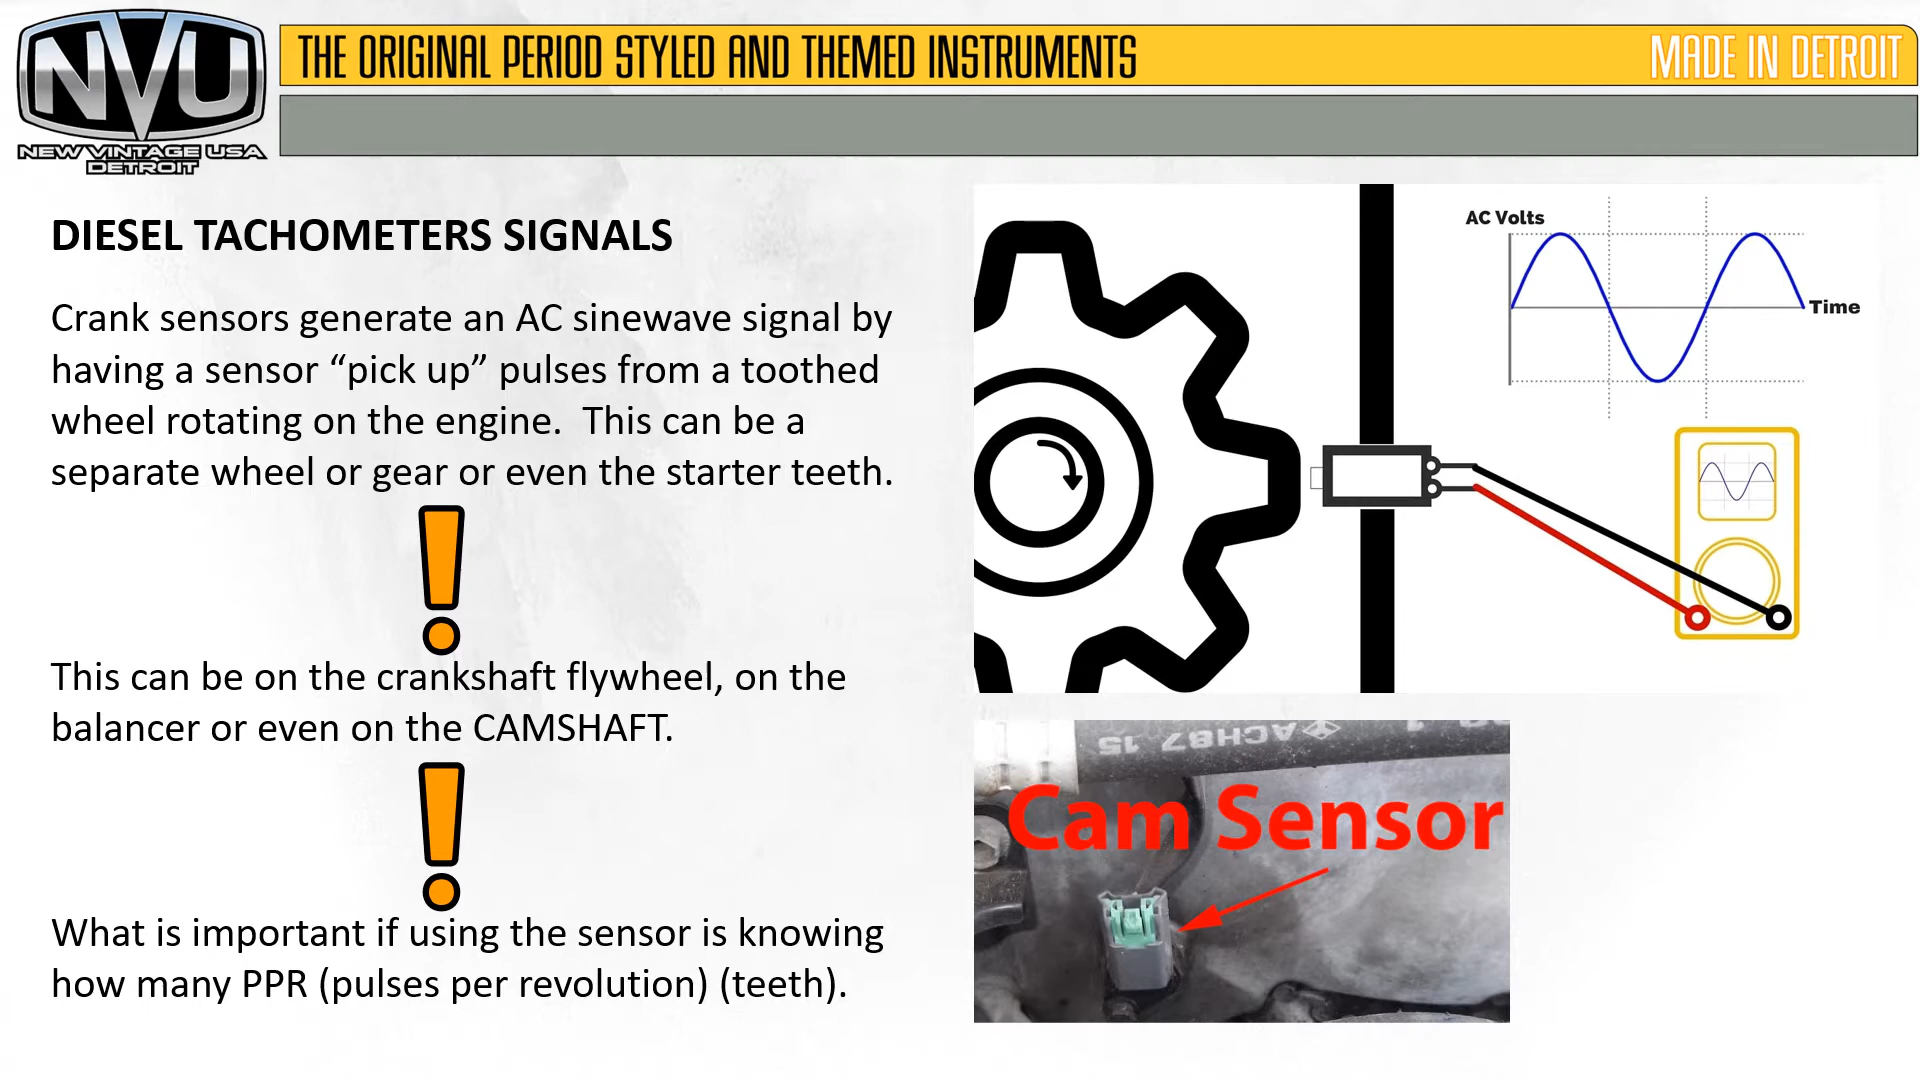 NVU
NEW VINTAGE USA
DETROIT
THE ORIGINAL PERIOD STYLED AND THEMED INSTRUMENTS
MADE IN DETROIT
DIESEL TACHOMETERS SIGNALS
Crank sensors generate an AC sinewave signal by
having a sensor “pick up” pulses from a toothed
wheel rotating on the engine.  This can be a
separate wheel or gear or even the starter teeth.
!
This can be on the crankshaft flywheel, on the
balancer or even on the CAMSHAFT.
!
What is important if using the sensor is knowing
how many PPR (pulses per revolution) (teeth).
AC Volts
Time
Cam Sensor